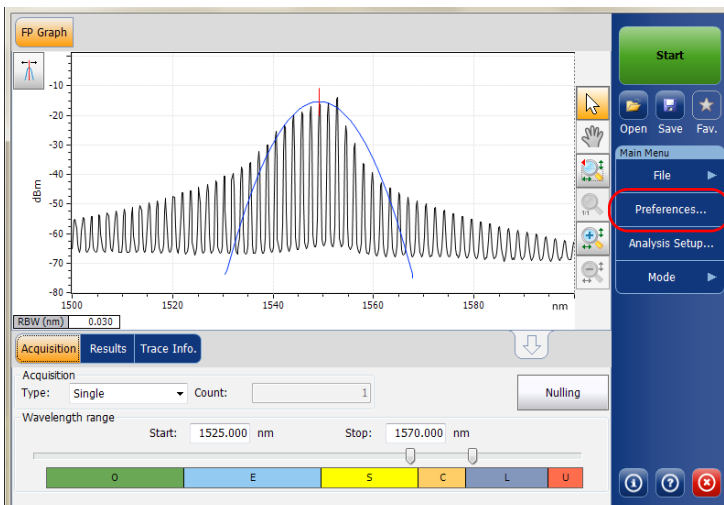 FP Graph
Start
Open Save Fav.
Main Menu
File
Preferences...
Analysis Setup...
Mode
dBm
-10
-20
-30
-40
-50
-60
-70
-80
1500 1520 1540 1560 1580 nm
1:1
RBW (nm) 0.030
Acquisition Results Trace Info.
Acquisition
Type: Single Count: 1
Nulling
Wavelength range
Start: 1525.000 nm Stop: 1570.000 nm
O E S C L U